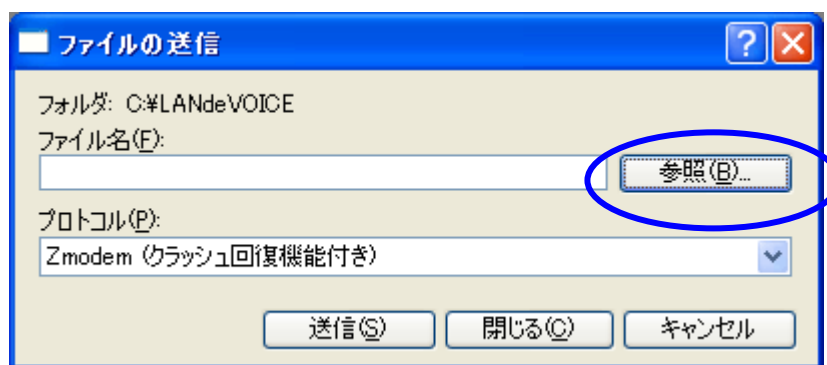 ファイルの送信
フォルダ: C:¥LANdeVOICE
ファイル名(F):
参照(B)...
プロトコル(P):
Zmodem (クラッシュ回復機能付き)
送信(S) 閉じる(C) キャンセル